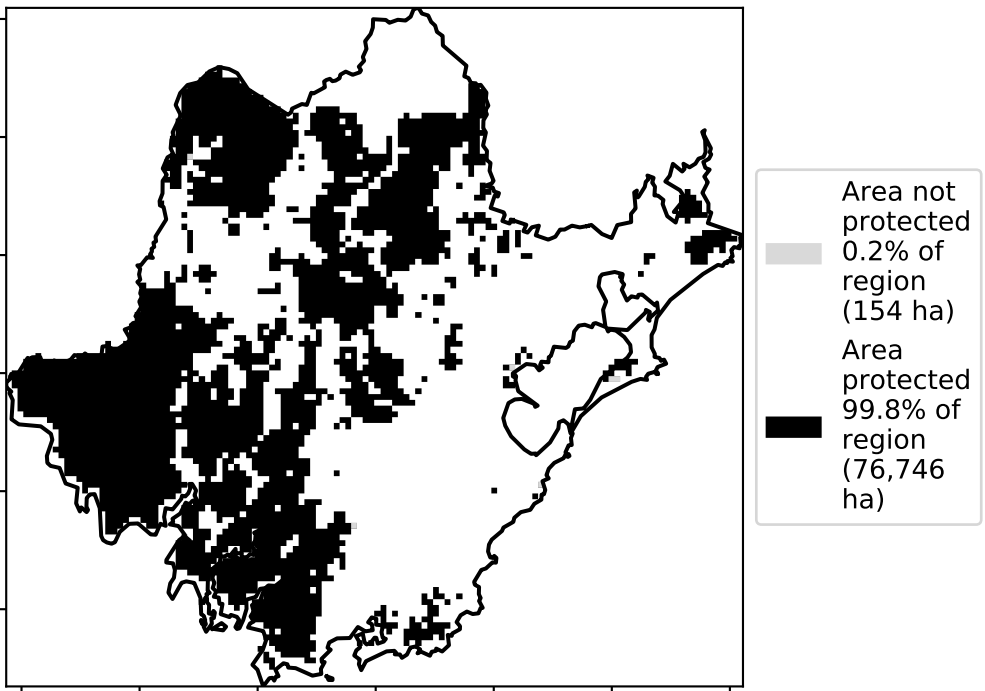 Area not
protected
0.2% of
region
(154 ha)
Area
protected
99.8% of
region
(76,746
ha)